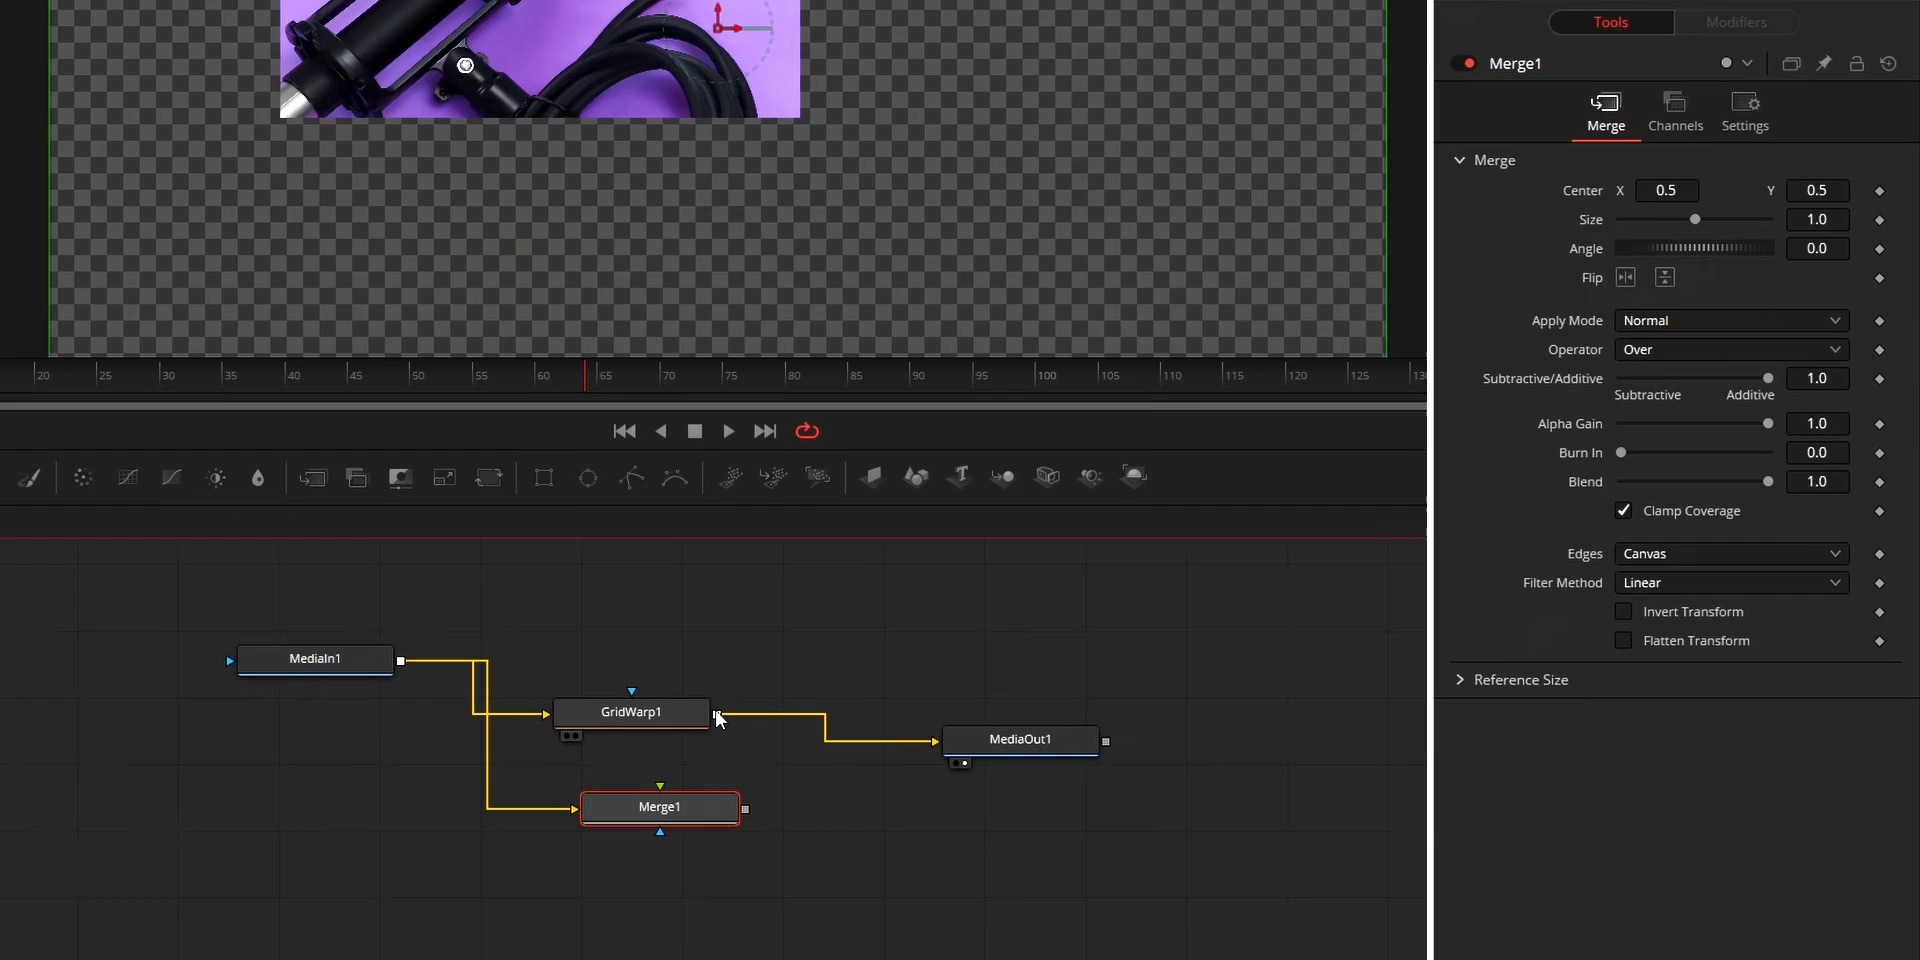 Tools Modifiers
Merge1
Merge Channels Settings
Merge
Center X 0.5 Y 0.5
Size 1.0
Angle 0.0
Flip
Apply Mode Normal
Operator Over
Subtractive/Additive 1.0
Subtractive Additive
Alpha Gain 1.0
Burn In 0.0
Blend 1.0
Clamp Coverage
Edges Canvas
Filter Method Linear
Invert Transform
Flatten Transform
Reference Size
20 25 30 35 40 45 50 55 60 65 70 75 80 85 90 95 100 105 110 115 120 125
T
MediaIn1
GridWarp1
MediaOut1
Merge1